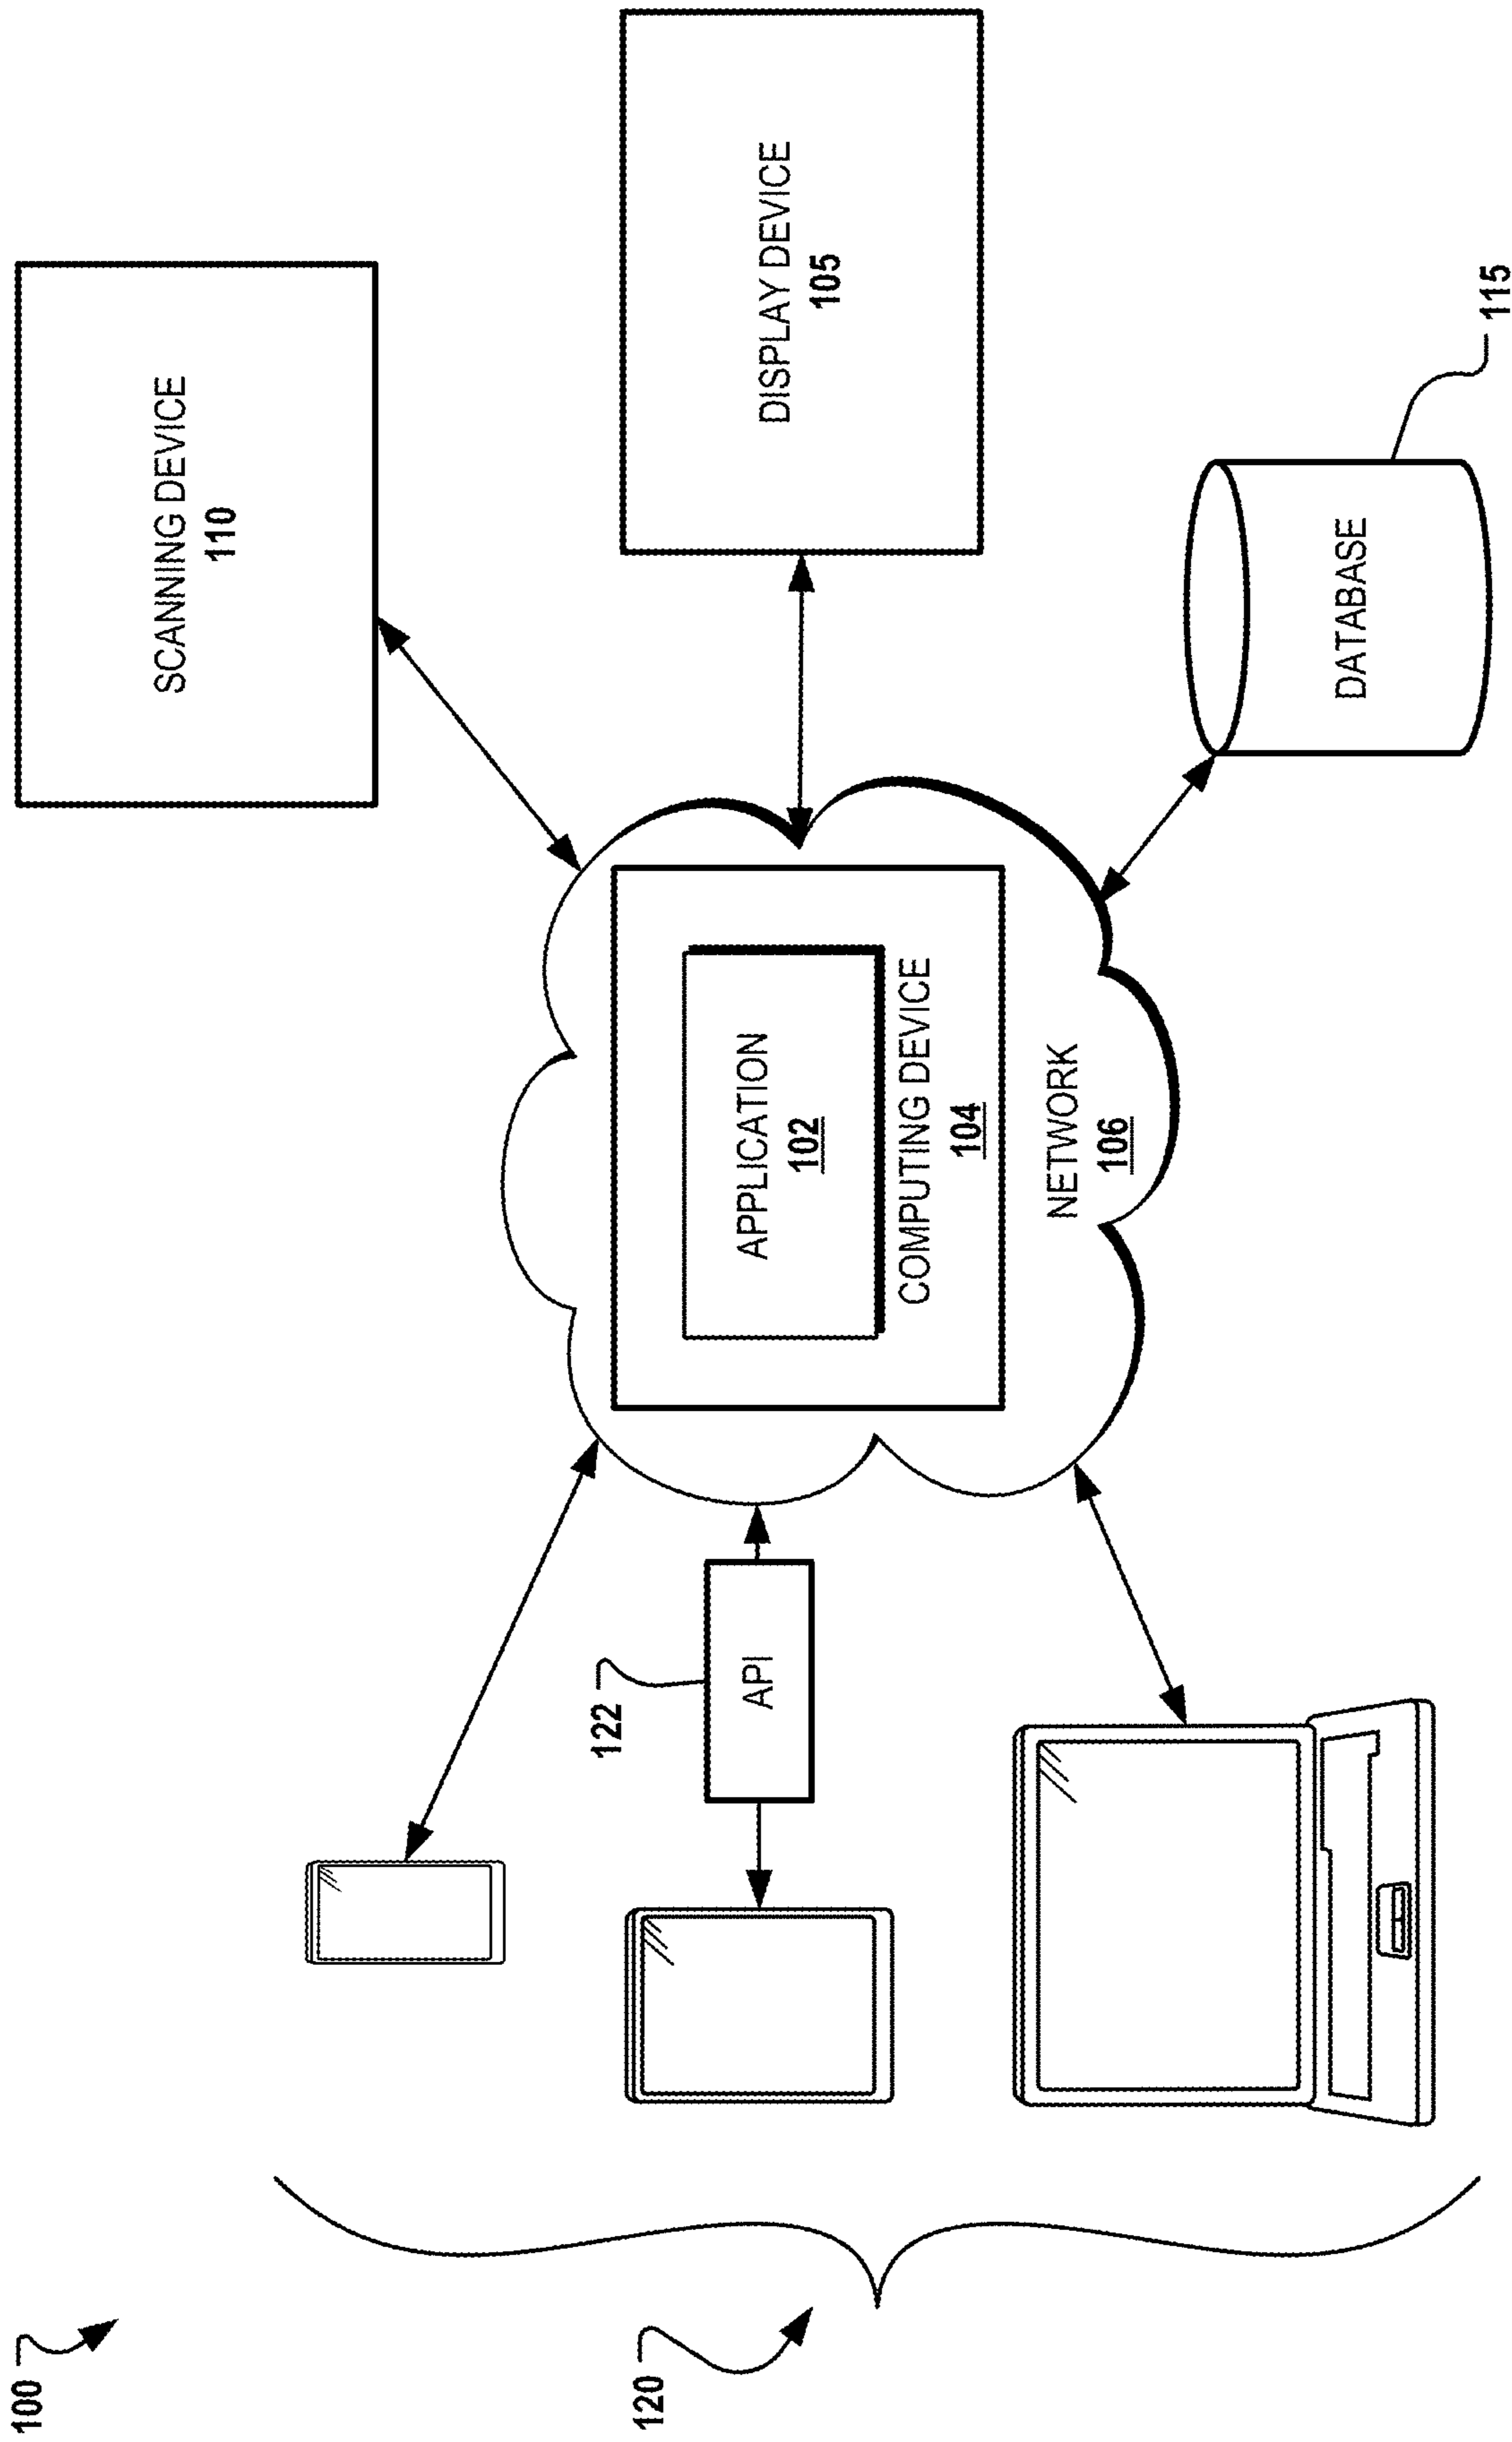 100
SCANNING DEVICE
110
122
API
APPLICATION
102
COMPUTING DEVICE
104
NETWORK
106
DISPLAY DEVICE
105
120
DATABASE
115